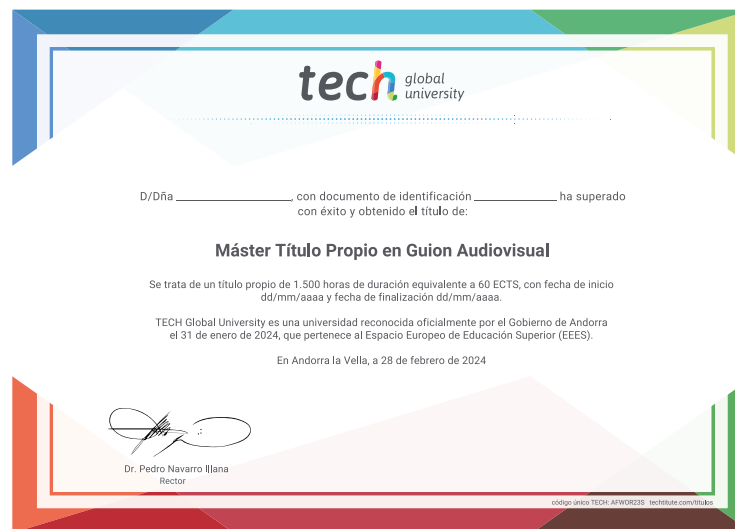 tech global
university
D/Dña ________________, con documento de identificación ____________ ha superado
con éxito y obtenido el título de:
Máster Título Propio en Guion Audiovisual
Se trata de un título propio de 1.500 horas de duración equivalente a 60 ECTS, con fecha de inicio
dd/mm/aaaa y fecha de finalización dd/mm/aaaa.
TECH Global University es una universidad reconocida oficialmente por el Gobierno de Andorra
el 31 de enero de 2024, que pertenece al Espacio Europeo de Educación Superior (EEES).
En Andorra la Vella, a 28 de febrero de 2024
Dr. Pedro Navarro Illana
Rector
código único TECH: AFWOR23S techtitute.com/titulos